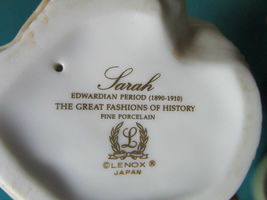 Sarah
EDWARDIAN PERIOD (1890-1910)
THE GREAT FASHIONS OF HISTORY
FINE PORCELAIN
L
©LENOX®
JAPAN